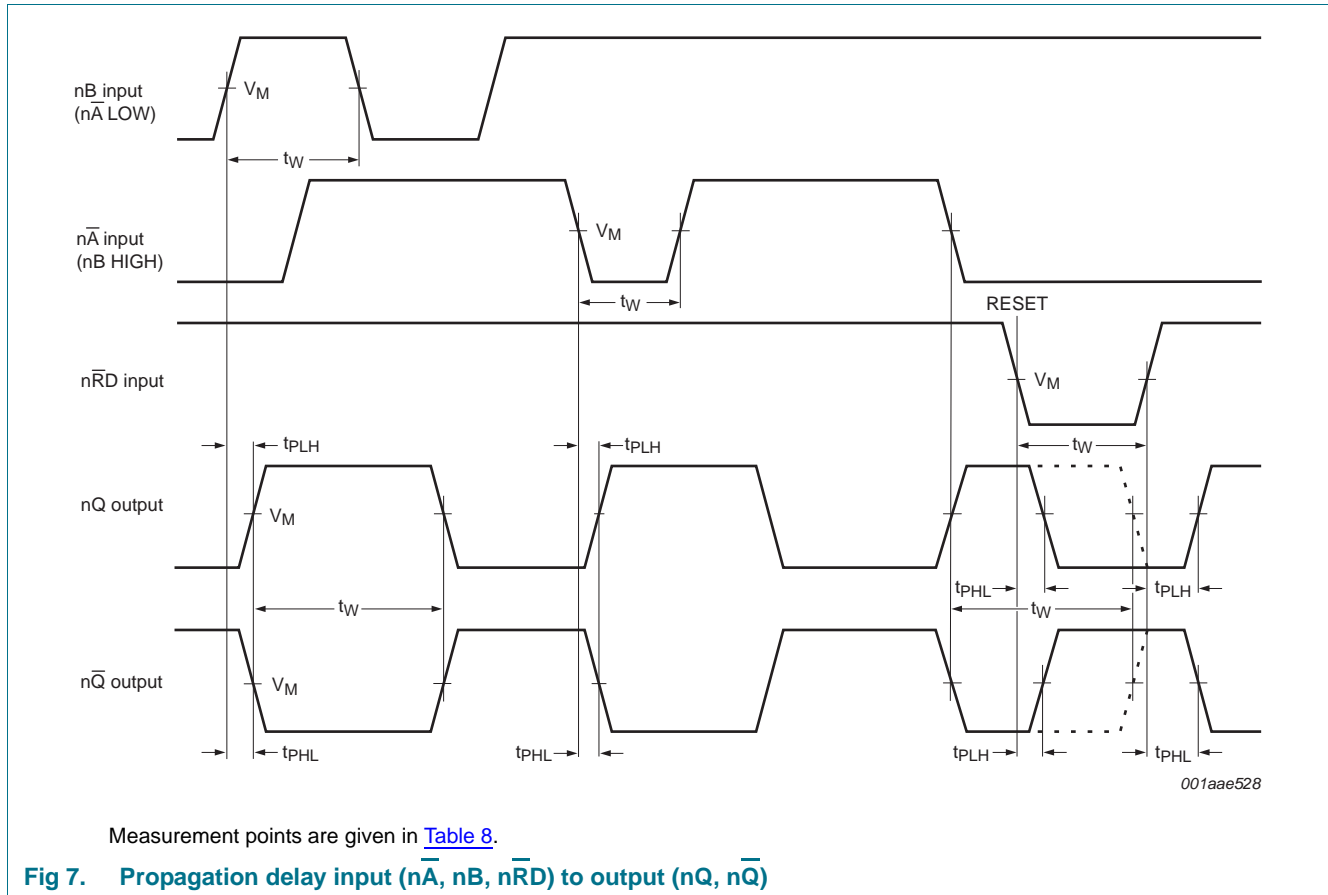 nB input
(nA̅ LOW)
VM
tW
nA̅ input
(nB HIGH)
VM
tW
RESET
nR̅D input
VM
tW
tPLH
tPLH
nQ output
VM
tPHL
tPLH
tW
tW
nQ̅ output
VM
tPHL
tPHL
tPLH
tPHL
001aae528
Measurement points are given in Table 8.
Fig 7. Propagation delay input (nA̅, nB, nR̅D) to output (nQ, nQ̅)